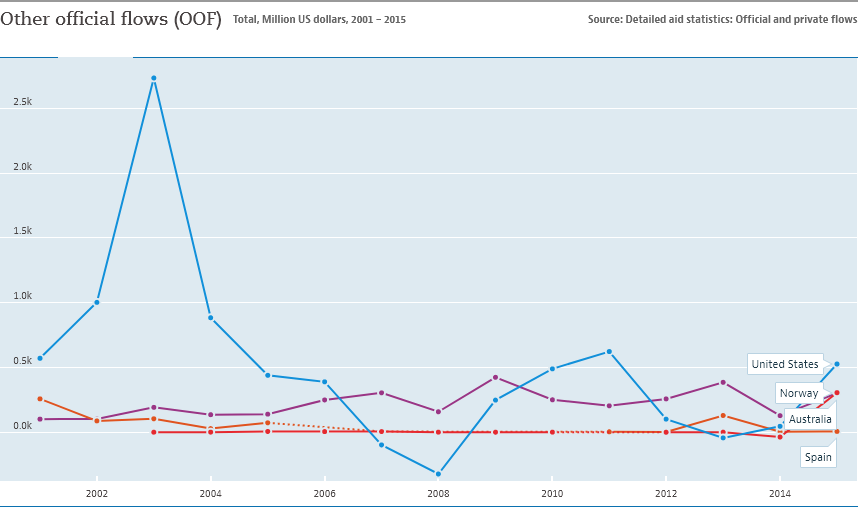 Other official flows (OOF) Total, Million US dollars, 2001 – 2015 Source: Detailed aid statistics: Official and private flows
2.5k
2.0k
1.5k
1.0k
0.5k
0.0k
United States
Norway
Australia
Spain
2002 2004 2006 2008 2010 2012 2014